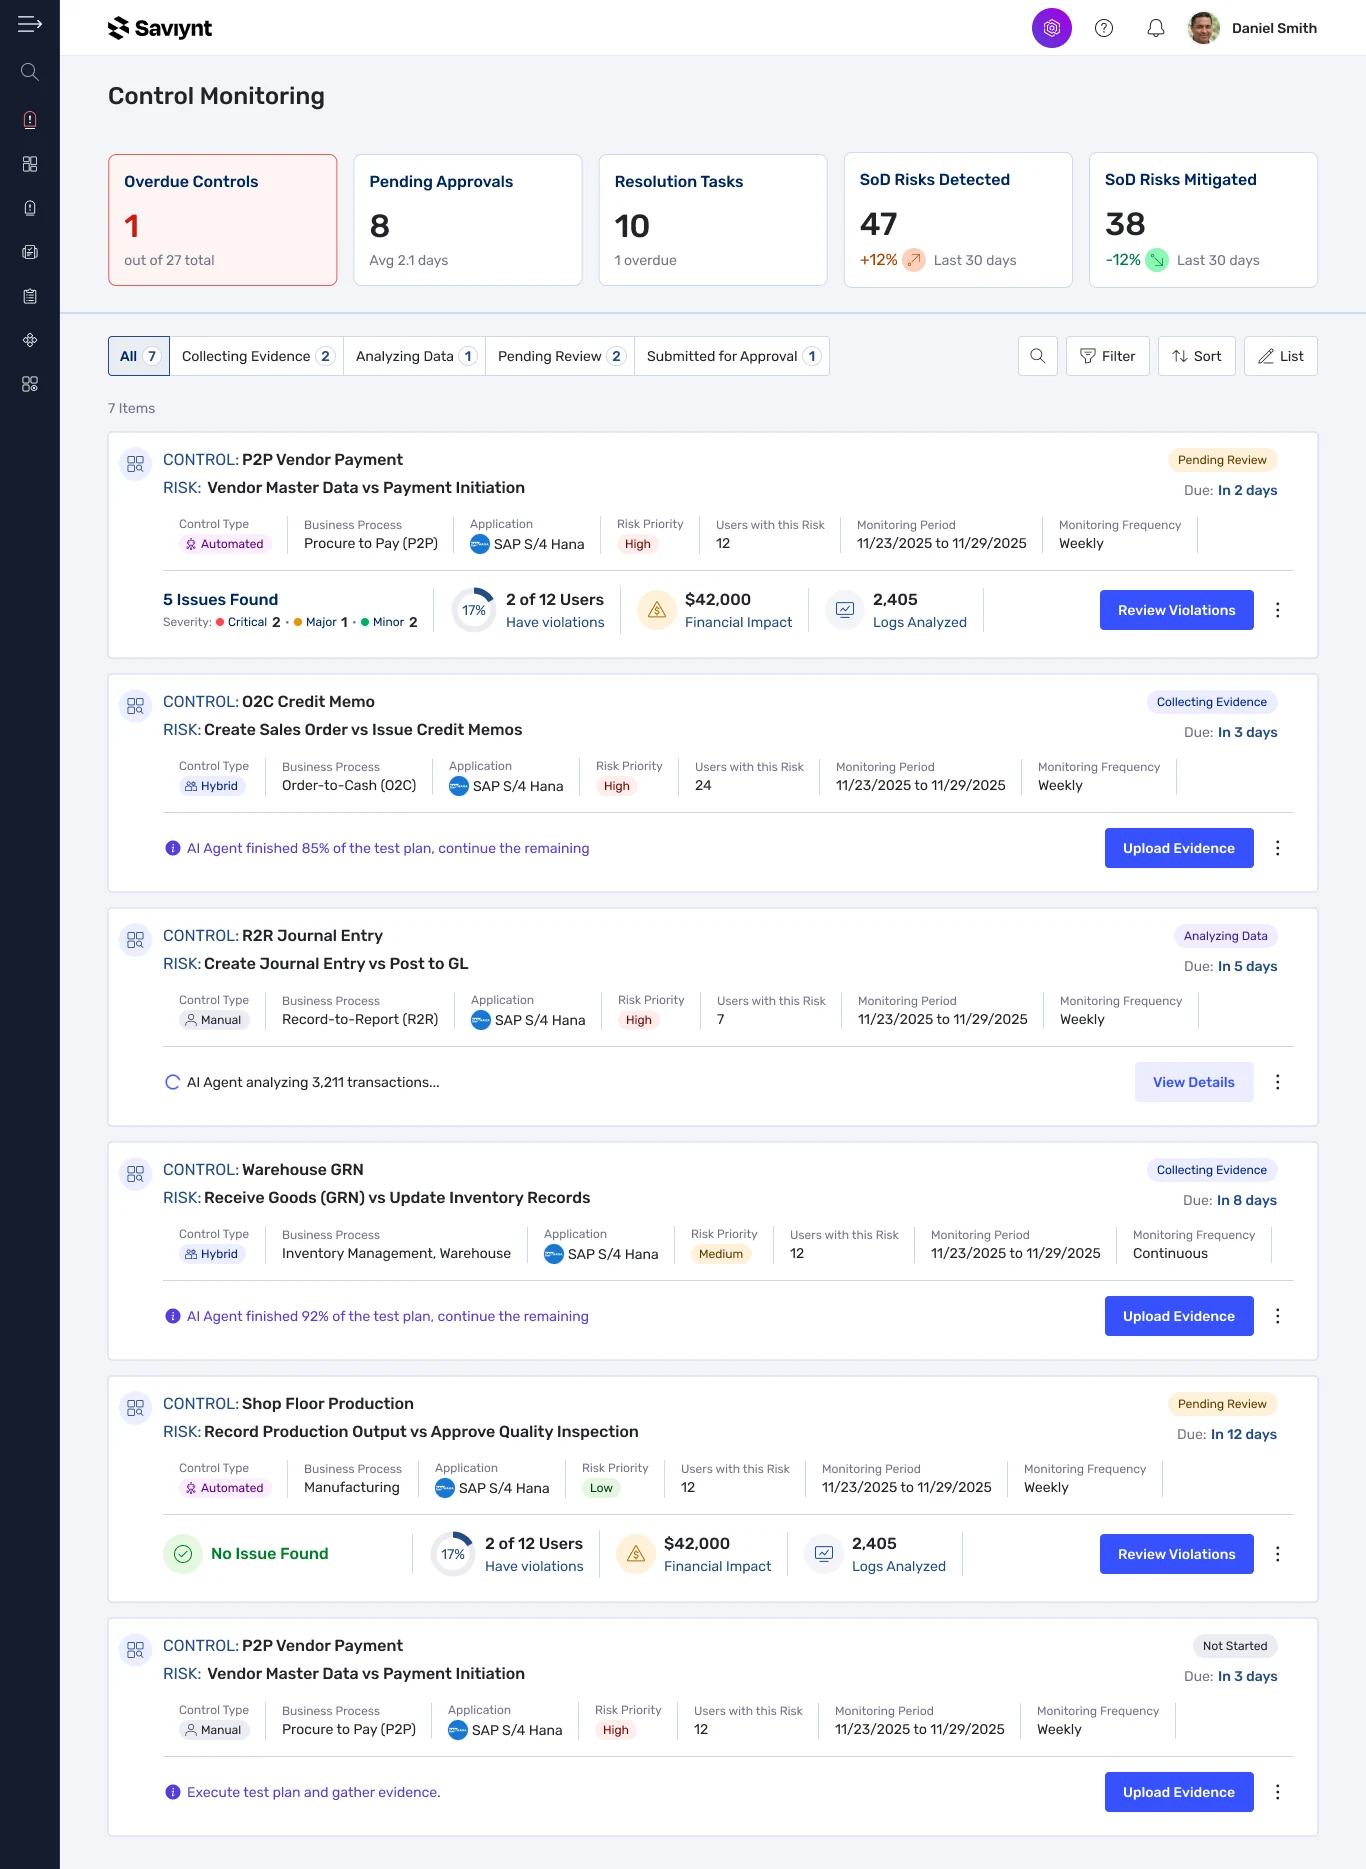 Saviynt
Daniel Smith
Control Monitoring
Overdue Controls
1
out of 27 total
Pending Approvals
8
Avg 2.1 days
Resolution Tasks
10
1 overdue
SoD Risks Detected
47
+12% Last 30 days
SoD Risks Mitigated
38
-12% Last 30 days
All 7
Collecting Evidence 2
Analyzing Data 1
Pending Review 2
Submitted for Approval 1
Filter
Sort
List
7 Items
CONTROL: P2P Vendor Payment
Pending Review
RISK: Vendor Master Data vs Payment Initiation
Due: In 2 days
Control Type Business Process Application Risk Priority Users with this Risk Monitoring Period Monitoring Frequency
Automated Procure to Pay (P2P) SAP S/4 Hana High 12 11/23/2025 to 11/29/2025 Weekly
5 Issues Found 2 of 12 Users $42,000 2,405
17% Review Violations
Severity: Critical 2 • Major 1 • Minor 2 Have violations Financial Impact Logs Analyzed
CONTROL: O2C Credit Memo
Collecting Evidence
RISK: Create Sales Order vs Issue Credit Memos
Due: In 3 days
Control Type Business Process Application Risk Priority Users with this Risk Monitoring Period Monitoring Frequency
Hybrid Order-to-Cash (O2C) SAP S/4 Hana High 24 11/23/2025 to 11/29/2025 Weekly
AI Agent finished 85% of the test plan, continue the remaining
Upload Evidence
CONTROL: R2R Journal Entry
Analyzing Data
RISK: Create Journal Entry vs Post to GL
Due: In 5 days
Control Type Business Process Application Risk Priority Users with this Risk Monitoring Period Monitoring Frequency
Manual Record-to-Report (R2R) SAP S/4 Hana High 7 11/23/2025 to 11/29/2025 Weekly
AI Agent analyzing 3,211 transactions...
View Details
CONTROL: Warehouse GRN
Collecting Evidence
RISK: Receive Goods (GRN) vs Update Inventory Records
Due: In 8 days
Control Type Business Process Application Risk Priority Users with this Risk Monitoring Period Monitoring Frequency
Hybrid Inventory Management, Warehouse SAP S/4 Hana Medium 12 11/23/2025 to 11/29/2025 Continuous
AI Agent finished 92% of the test plan, continue the remaining
Upload Evidence
CONTROL: Shop Floor Production
Pending Review
RISK: Record Production Output vs Approve Quality Inspection
Due: In 12 days
Control Type Business Process Application Risk Priority Users with this Risk Monitoring Period Monitoring Frequency
Automated Manufacturing SAP S/4 Hana Low 12 11/23/2025 to 11/29/2025 Weekly
2 of 12 Users $42,000 2,405
No Issue Found 17% Review Violations
Have violations Financial Impact Logs Analyzed
CONTROL: P2P Vendor Payment
Not Started
RISK: Vendor Master Data vs Payment Initiation
Due: In 3 days
Control Type Business Process Application Risk Priority Users with this Risk Monitoring Period Monitoring Frequency
Manual Procure to Pay (P2P) SAP S/4 Hana High 12 11/23/2025 to 11/29/2025 Weekly
Execute test plan and gather evidence.
Upload Evidence